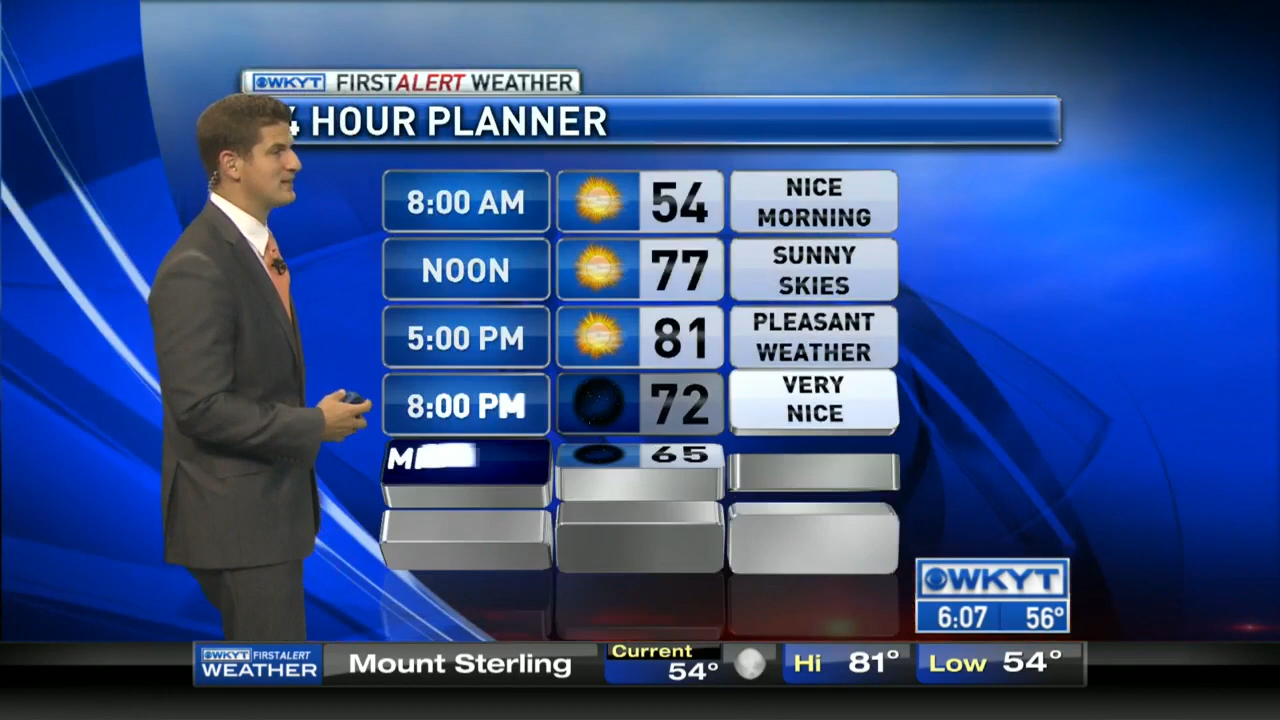 WKYT FIRSTALERT WEATHER
4 HOUR PLANNER
8:00 AM 54 NICE MORNING
NOON 77 SUNNY SKIES
5:00 PM 81 PLEASANT WEATHER
8:00 PM 72 VERY NICE
65
WKYT
6:07 56°
WKYT FIRSTALERT WEATHER Mount Sterling Current 54° Hi 81° Low 54°